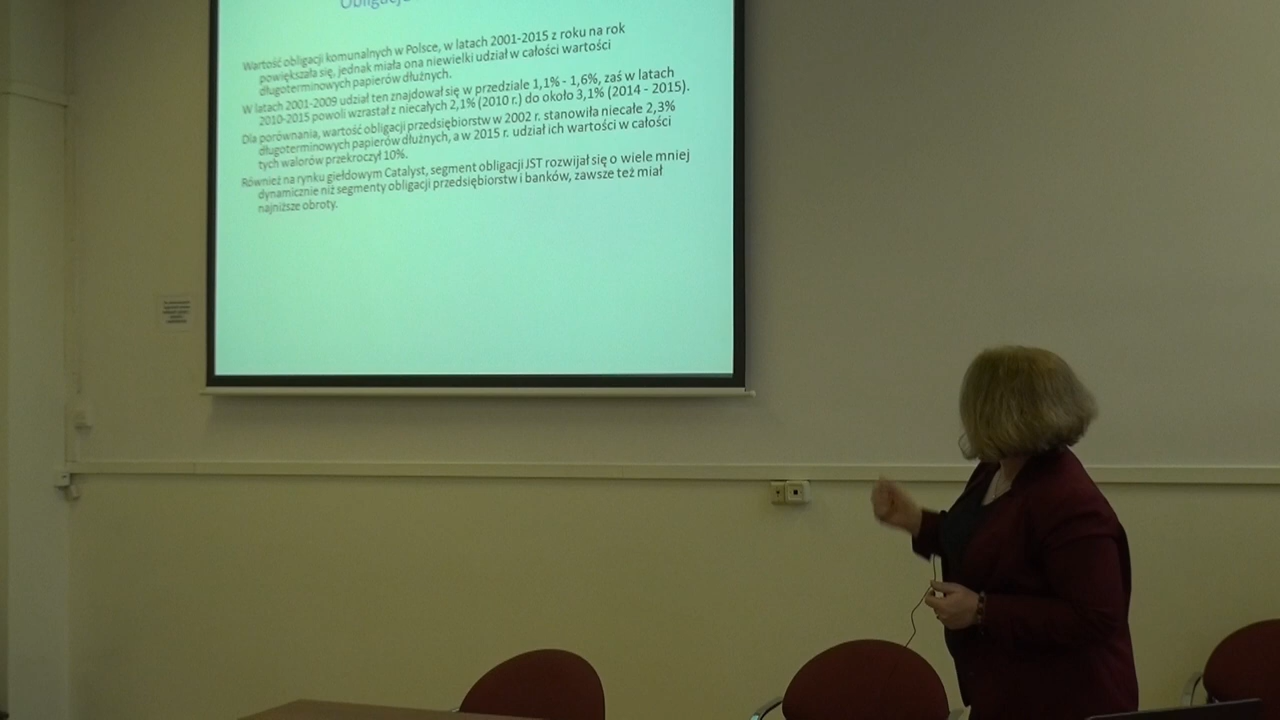 Obligacje
Wartość obligacji komunalnych w Polsce, w latach 2001-2015 z roku na rok
powiększała się, jednak miała ona niewielki udział w całości wartości
długoterminowych papierów dłużnych.
W latach 2001-2009 udział ten znajdował się w przedziale 1,1% - 1,6%, zaś w latach
2010-2015 powoli wzrastał z niecałych 2,1% (2010 r.) do około 3,1% (2014 - 2015).
Dla porównania, wartość obligacji przedsiębiorstw w 2002 r. stanowiła niecałe 2,3%
długoterminowych papierów dłużnych, a w 2015 r. udział ich wartości w całości
tych walorów przekroczył 10%.
Również na rynku giełdowym Catalyst, segment obligacji JST rozwijał się o wiele mniej
dynamicznie niż segmenty obligacji przedsiębiorstw i banków, zawsze też miał
najniższe obroty.